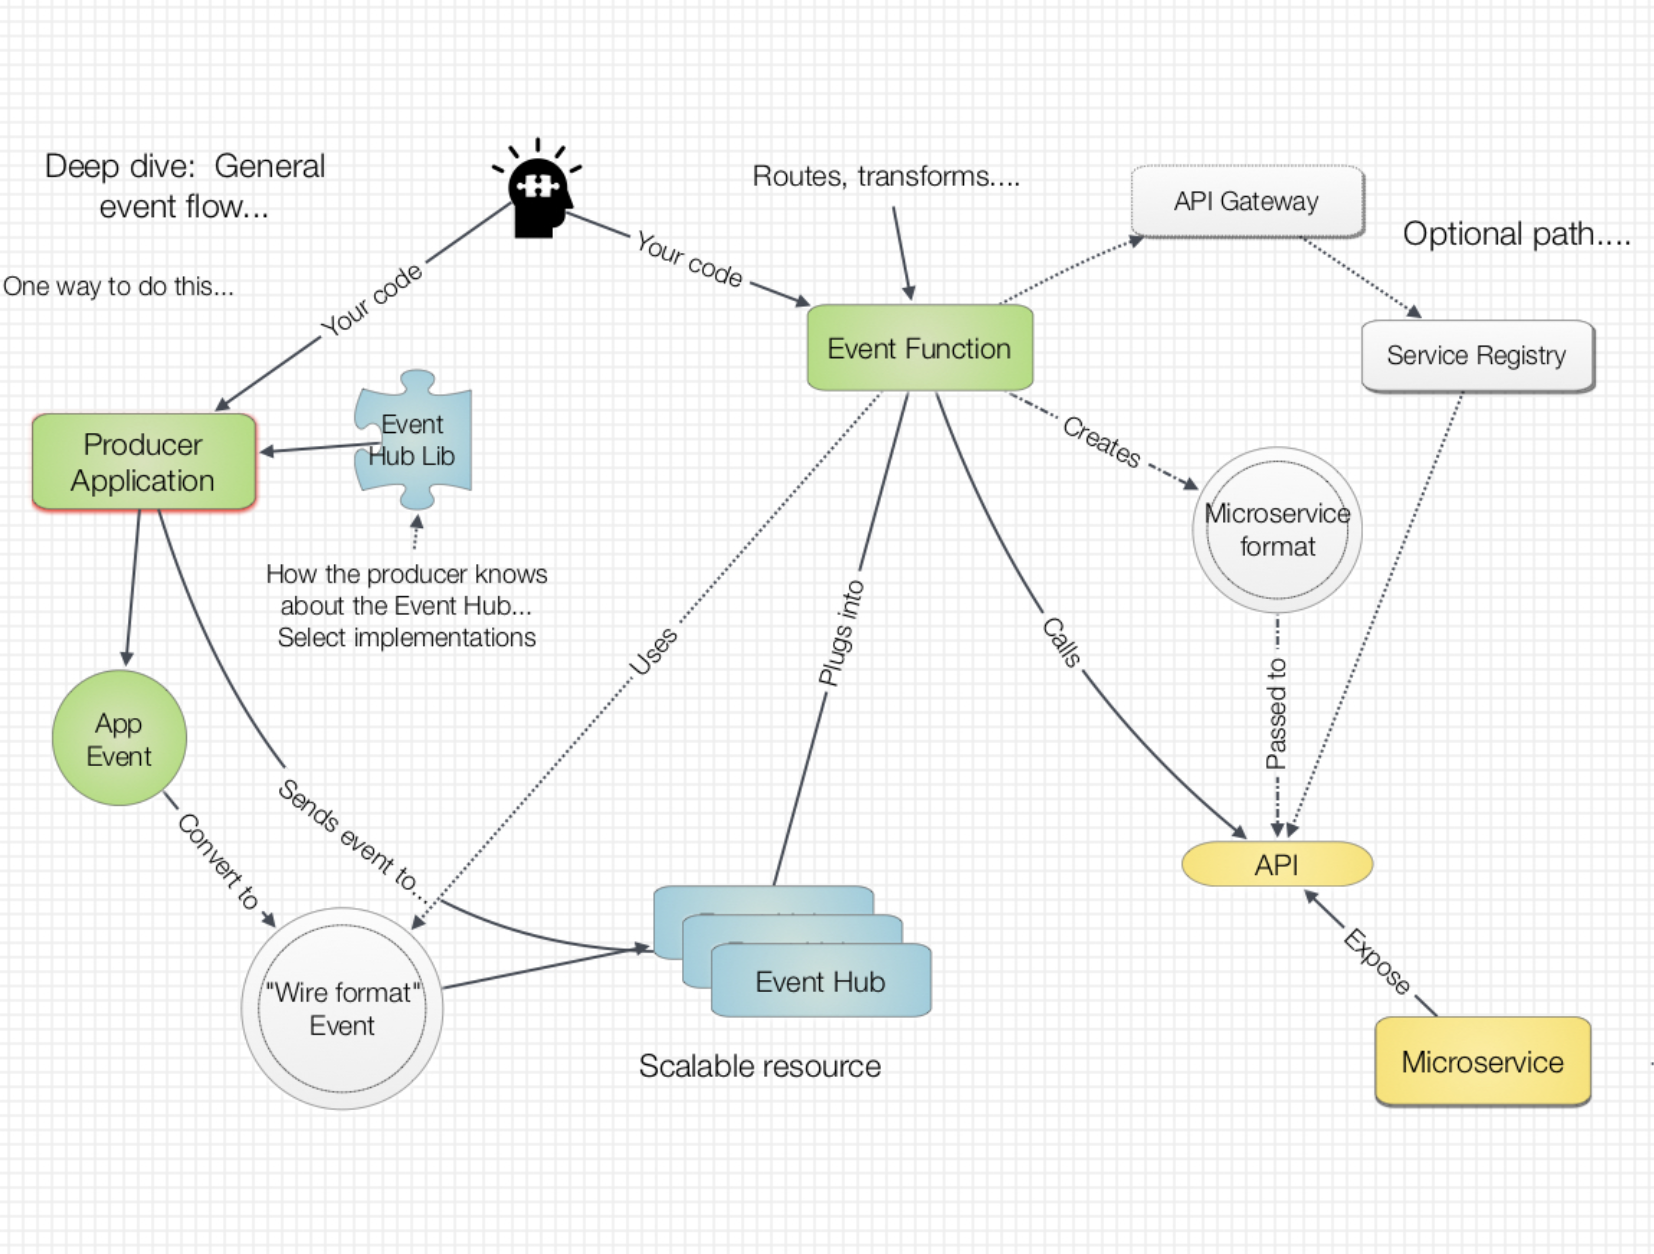 Deep dive:  General
event flow...
One way to do this...
Your code
Your code
Routes, transforms....
API Gateway
Optional path....
Event Function
Service Registry
Producer
Application
Event
Hub Lib
Creates
Microservice
format
How the producer knows
about the Event Hub...
Select implementations
Uses
Plugs into
Calls
Passed to
App
Event
Sends event to...
Convert to
API
"Wire format"
Event
Event Hub
Expose
Scalable resource
Microservice